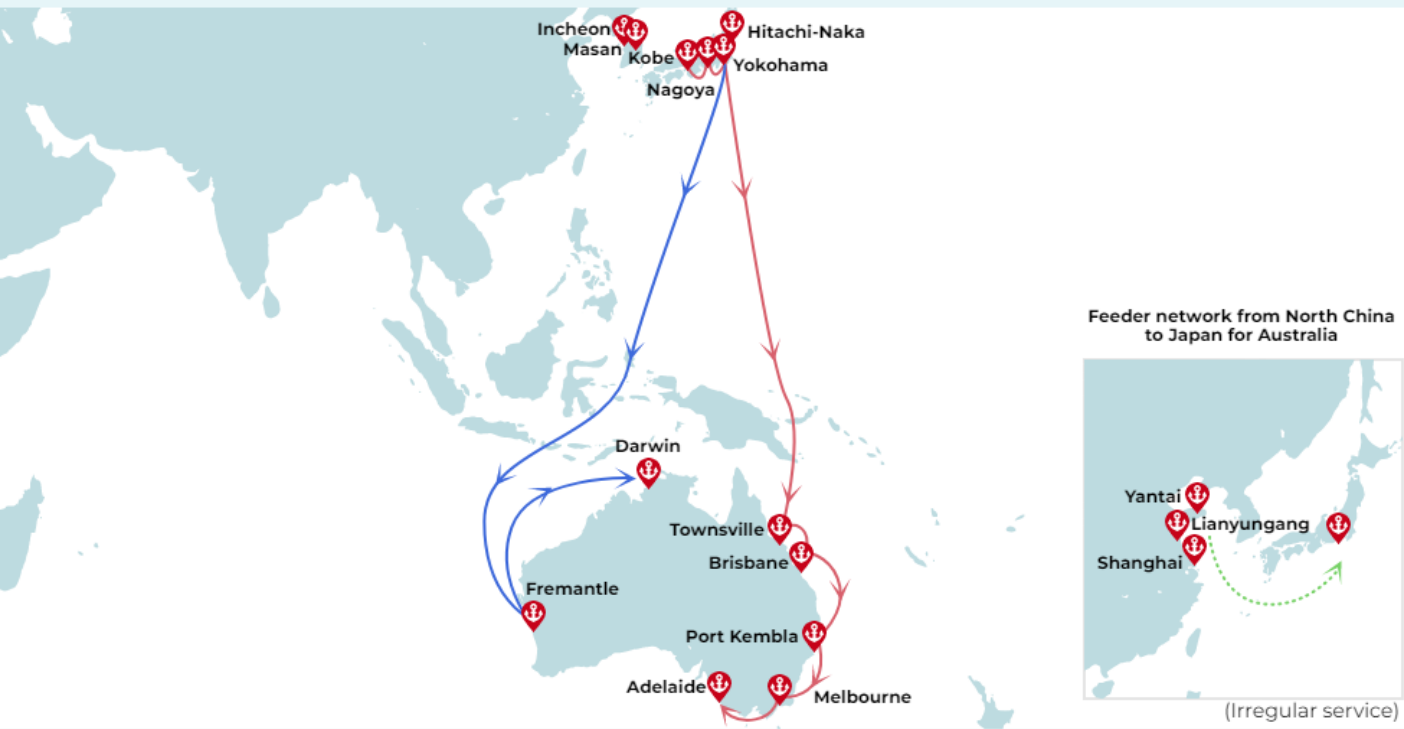 Incheon
Masan
Kobe
Nagoya
Hitachi-Naka
Yokohama
Darwin
Townsville
Brisbane
Fremantle
Port Kembla
Adelaide
Melbourne
Feeder network from North China
to Japan for Australia
Yantai
Lianyungang
Shanghai
(Irregular service)